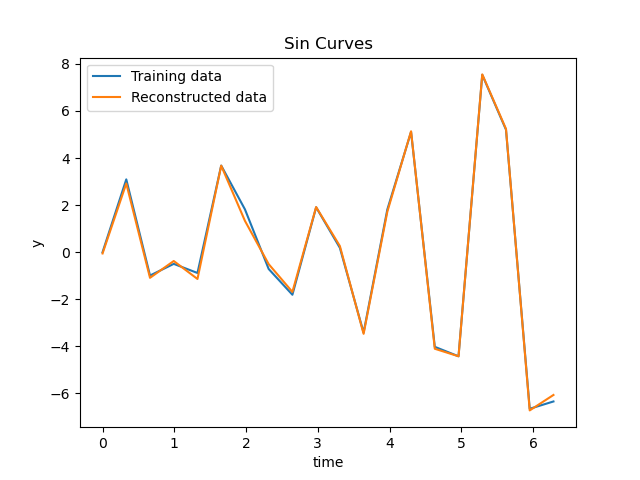 Sin Curves
Training data
Reconstructed data
8
6
4
2
0
−2
−4
−6
y
0 1 2 3 4 5 6
time